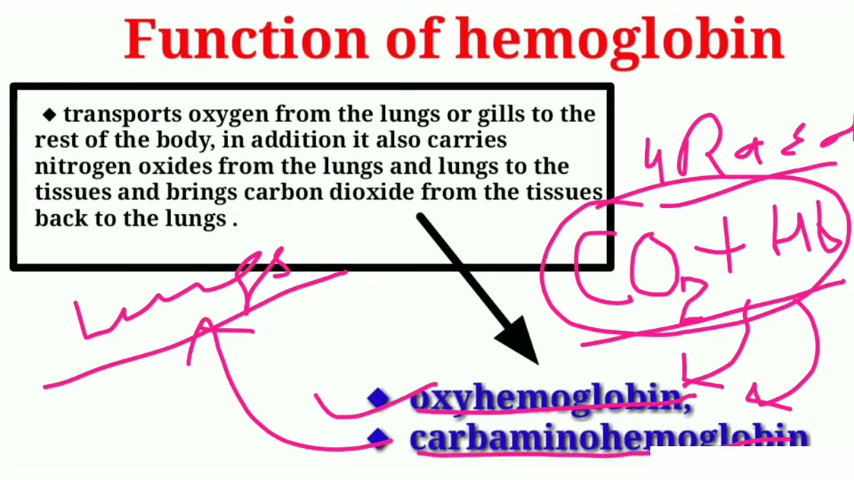 Function of hemoglobin
◆ transports oxygen from the lungs or gills to the
rest of the body, in addition it also carries
nitrogen oxides from the lungs and lungs to the
tissues and brings carbon dioxide from the tissues
back to the lungs .
CO2 + Hb
Lungs
◆ oxyhemoglobin,
◆ carbaminohemoglobin